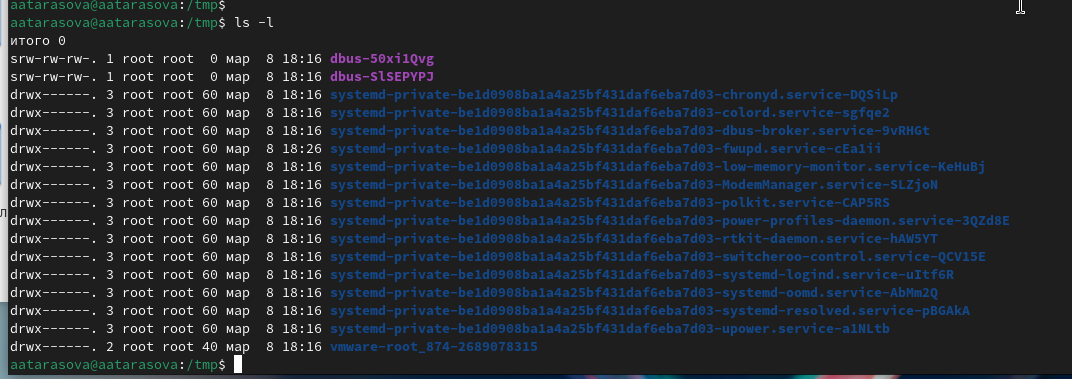 aatarasova@aatarasova:/tmp$
aatarasova@aatarasova:/tmp$ ls -l
итого 0
srw-rw-rw-. 1 root root  0 мар  8 18:16 dbus-50xi1Qvg
srw-rw-rw-. 1 root root  0 мар  8 18:16 dbus-SlSEPYPJ
drwx------. 3 root root 60 мар  8 18:16 systemd-private-be1d0908ba1a4a25bf431daf6eba7d03-chronyd.service-DQSiLp
drwx------. 3 root root 60 мар  8 18:16 systemd-private-be1d0908ba1a4a25bf431daf6eba7d03-colord.service-sgfqe2
drwx------. 3 root root 60 мар  8 18:16 systemd-private-be1d0908ba1a4a25bf431daf6eba7d03-dbus-broker.service-9vRHGt
drwx------. 3 root root 60 мар  8 18:26 systemd-private-be1d0908ba1a4a25bf431daf6eba7d03-fwupd.service-cEa1ii
drwx------. 3 root root 60 мар  8 18:16 systemd-private-be1d0908ba1a4a25bf431daf6eba7d03-low-memory-monitor.service-KeHuBj
drwx------. 3 root root 60 мар  8 18:16 systemd-private-be1d0908ba1a4a25bf431daf6eba7d03-ModemManager.service-SLZjoN
drwx------. 3 root root 60 мар  8 18:16 systemd-private-be1d0908ba1a4a25bf431daf6eba7d03-polkit.service-CAP5RS
drwx------. 3 root root 60 мар  8 18:16 systemd-private-be1d0908ba1a4a25bf431daf6eba7d03-power-profiles-daemon.service-3QZd8E
drwx------. 3 root root 60 мар  8 18:16 systemd-private-be1d0908ba1a4a25bf431daf6eba7d03-rtkit-daemon.service-hAW5YT
drwx------. 3 root root 60 мар  8 18:16 systemd-private-be1d0908ba1a4a25bf431daf6eba7d03-switcheroo-control.service-QCV15E
drwx------. 3 root root 60 мар  8 18:16 systemd-private-be1d0908ba1a4a25bf431daf6eba7d03-systemd-logind.service-uItf6R
drwx------. 3 root root 60 мар  8 18:16 systemd-private-be1d0908ba1a4a25bf431daf6eba7d03-systemd-oomd.service-AbMm2Q
drwx------. 3 root root 60 мар  8 18:16 systemd-private-be1d0908ba1a4a25bf431daf6eba7d03-systemd-resolved.service-pBGAkA
drwx------. 3 root root 60 мар  8 18:16 systemd-private-be1d0908ba1a4a25bf431daf6eba7d03-upower.service-a1NLtb
drwx------. 2 root root 40 мар  8 18:16 vmware-root_874-2689078315
aatarasova@aatarasova:/tmp$